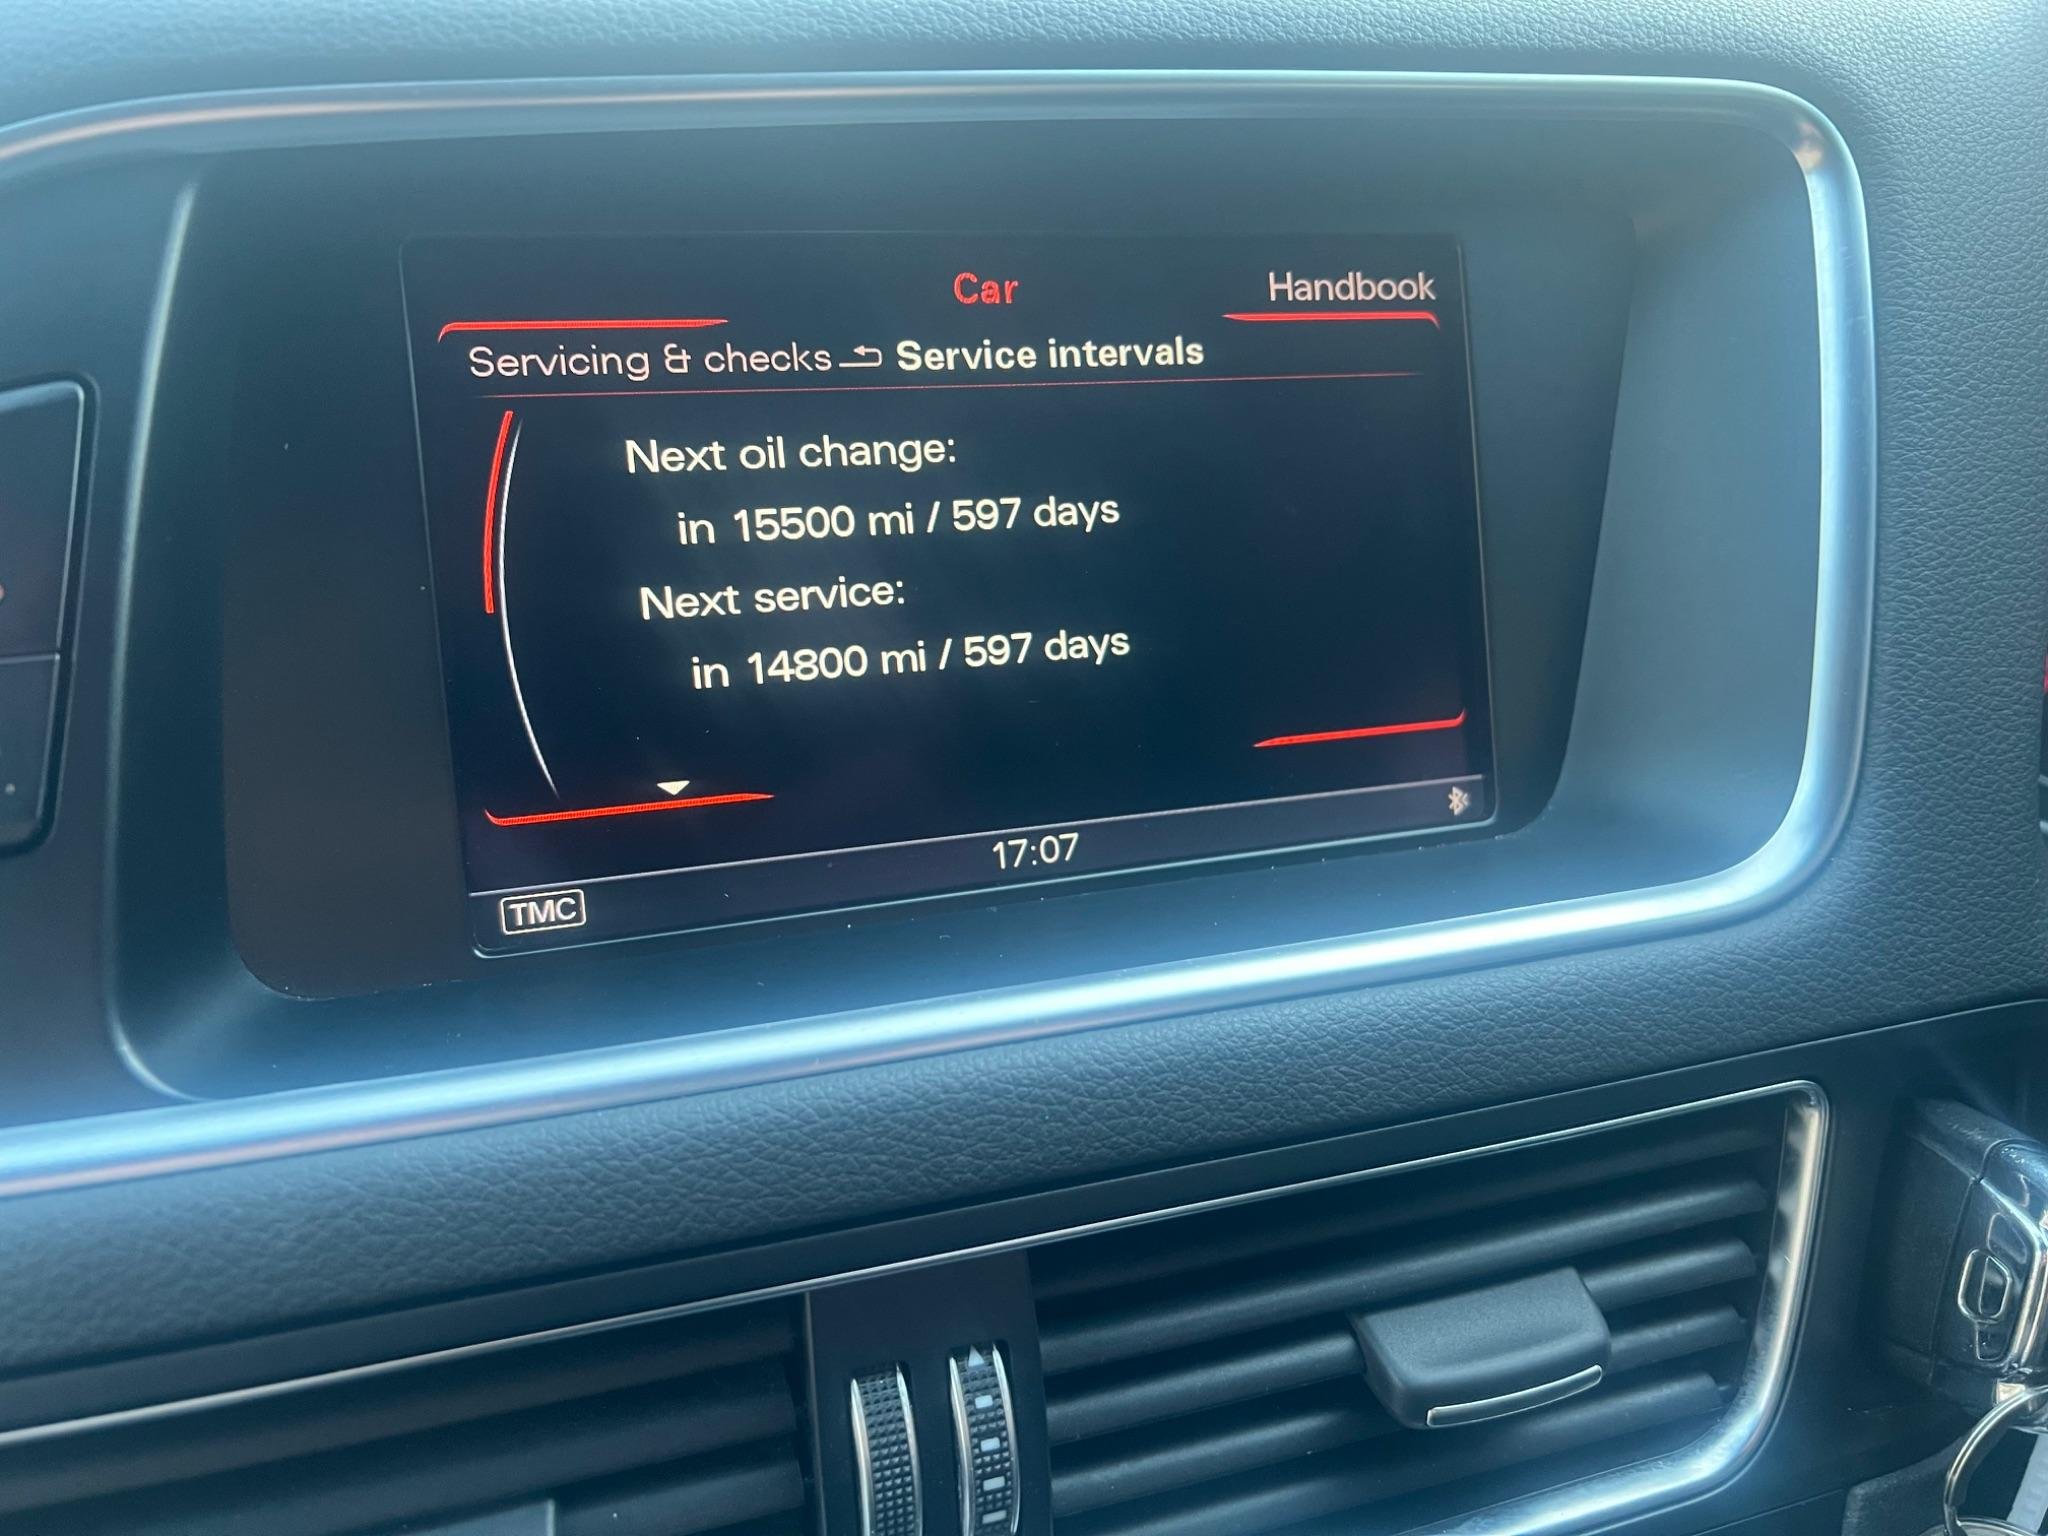 Car
Handbook
Servicing & checks Service intervals
Next oil change:
in 15500 mi / 597 days
Next service:
in 14800 mi / 597 days
17:07
TMC